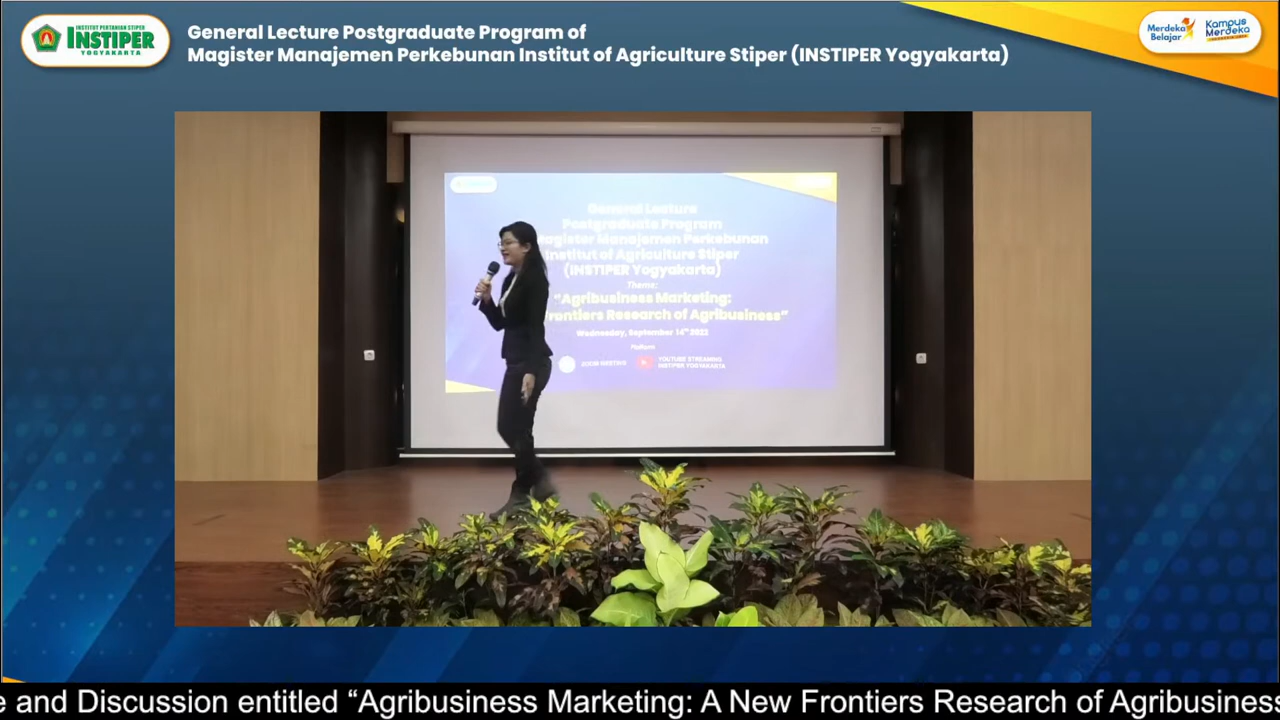 INSTITUT PERTANIAN STIPER
INSTIPER
YOGYAKARTA
General Lecture Postgraduate Program of
Magister Manajemen Perkebunan Institut of Agriculture Stiper (INSTIPER Yogyakarta)
Merdeka
Belajar
Kampus
Merdeka
General Lecture
Postgraduate Program
Magister Manajemen Perkebunan
Institut of Agriculture Stiper
(INSTIPER Yogyakarta)
Theme:
"Agribusiness Marketing:
Frontiers Research of Agribusiness"
Wednesday, September 14th 2022
Platform
ZOOM MEETING
YOUTUBE STREAMING
INSTIPER YOGYAKARTA
e and Discussion entitled “Agribusiness Marketing: A New Frontiers Research of Agribusiness